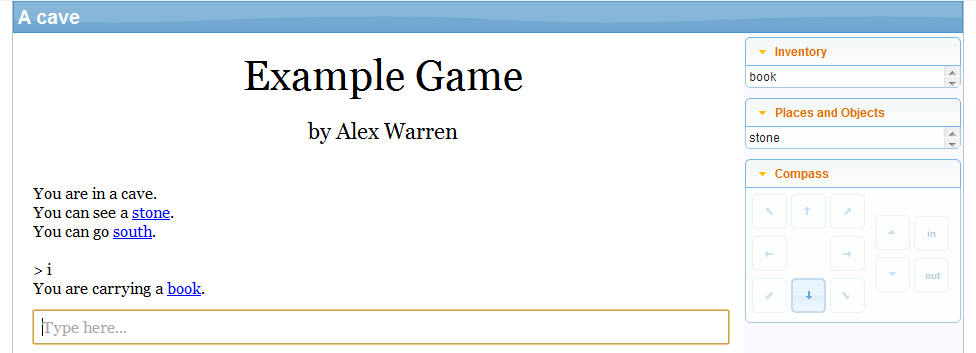 A cave
Example Game
by Alex Warren
You are in a cave.
You can see a stone.
You can go south.
> i
You are carrying a book.
Type here...
Inventory
book
Places and Objects
stone
Compass
in
out